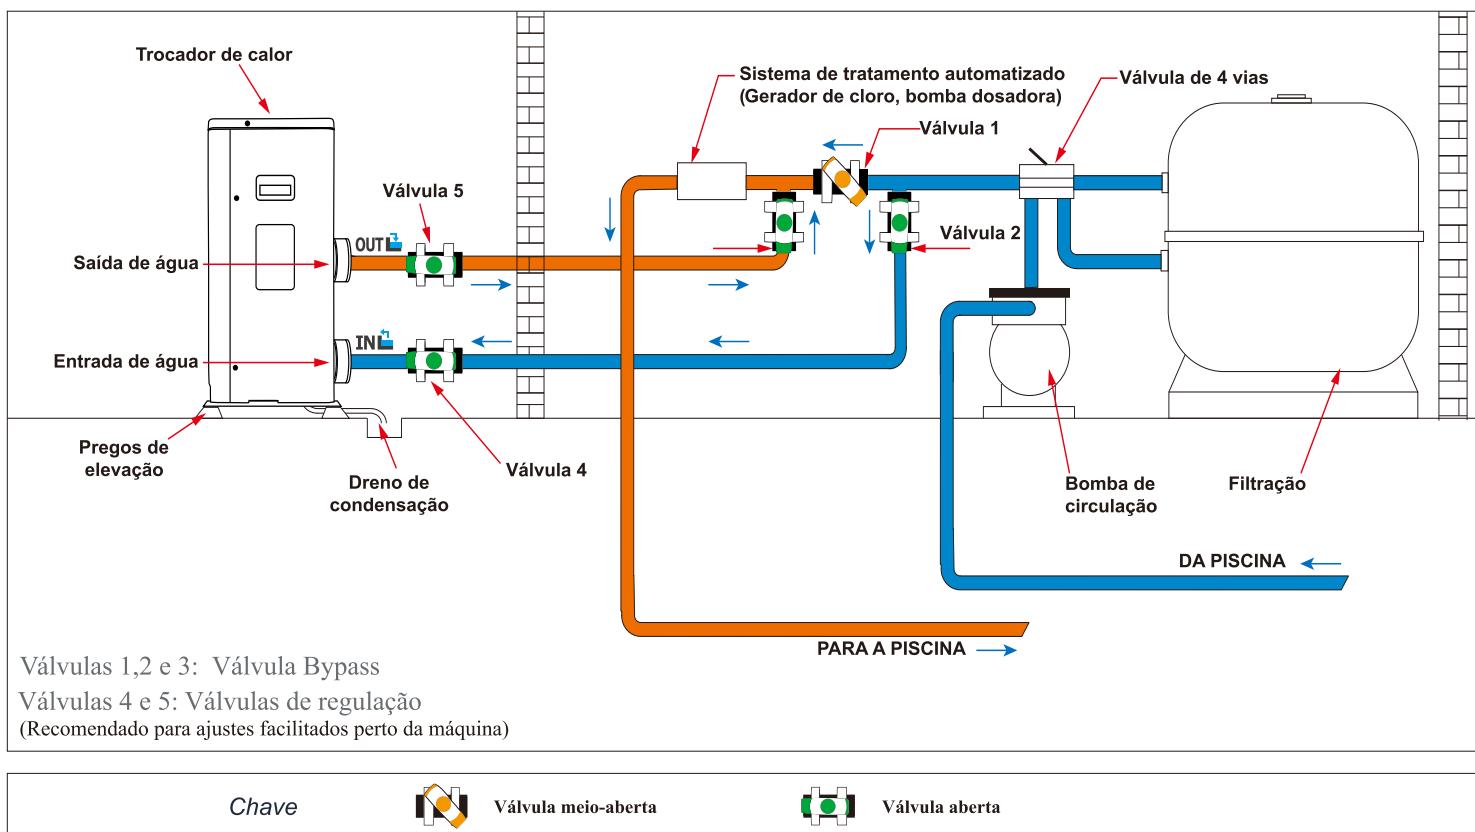 Trocador de calor
Sistema de tratamento automatizado
(Gerador de cloro, bomba dosadora)
Válvula de 4 vias
Válvula 1
Válvula 5
Válvula 2
OUT
Saída de água
IN
Entrada de água
Pregos de
elevação
Dreno de
condensação
Válvula 4
Bomba de
circulação
Filtração
DA PISCINA
PARA A PISCINA
Válvulas 1,2 e 3: Válvula Bypass
Válvulas 4 e 5: Válvulas de regulação
(Recomendado para ajustes facilitados perto da máquina)
Chave
Válvula meio-aberta
Válvula aberta